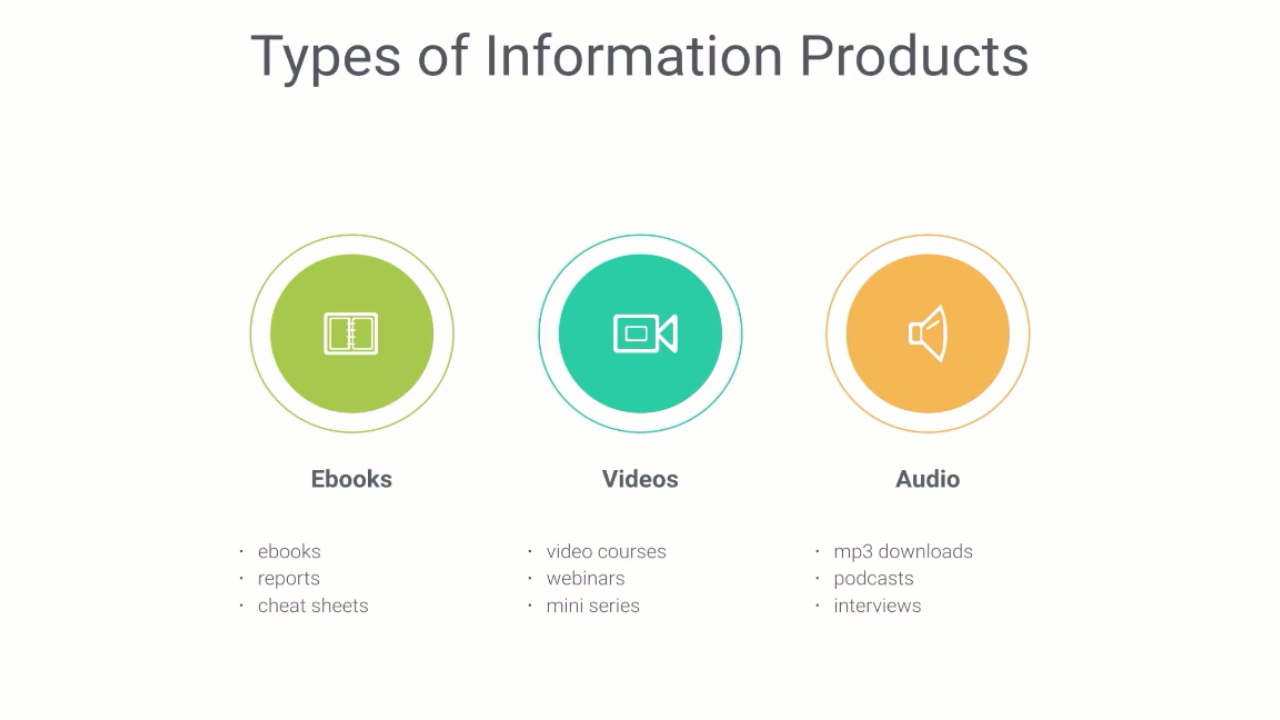 Types of Information Products
Ebooks
· ebooks
· reports
· cheat sheets
Videos
· video courses
· webinars
· mini series
Audio
· mp3 downloads
· podcasts
· interviews